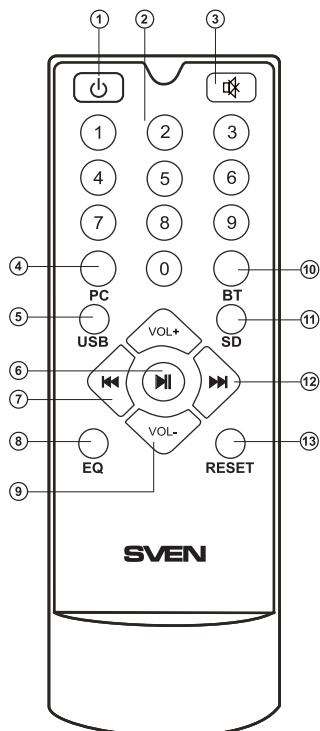 1 2 3
1 2 3
4 5 6
7 8 9
4 0 10
PC BT
5 11
USB SD
VOL+
6
7 12
VOL-
8 13
EQ RESET
9
SVEN